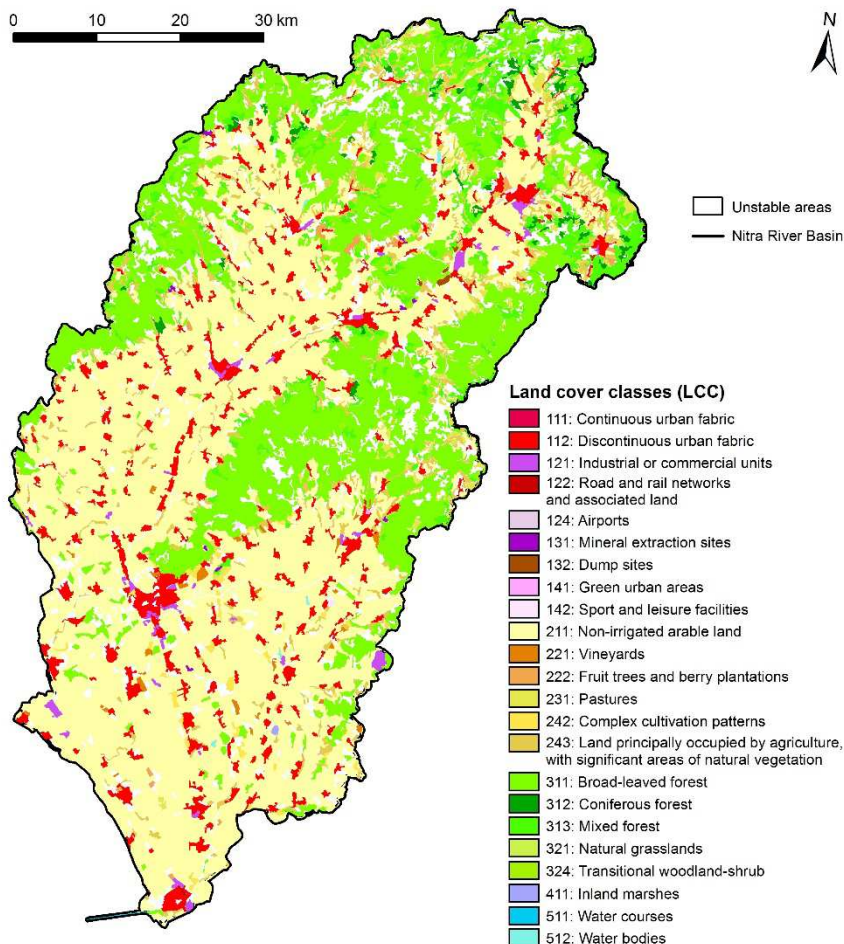 0 10 20 30 km
N
Unstable areas
Nitra River Basin
Land cover classes (LCC)
111: Continuous urban fabric
112: Discontinuous urban fabric
121: Industrial or commercial units
122: Road and rail networks
and associated land
124: Airports
131: Mineral extraction sites
132: Dump sites
141: Green urban areas
142: Sport and leisure facilities
211: Non-irrigated arable land
221: Vineyards
222: Fruit trees and berry plantations
231: Pastures
242: Complex cultivation patterns
243: Land principally occupied by agriculture,
with significant areas of natural vegetation
311: Broad-leaved forest
312: Coniferous forest
313: Mixed forest
321: Natural grasslands
324: Transitional woodland-shrub
411: Inland marshes
511: Water courses
512: Water bodies